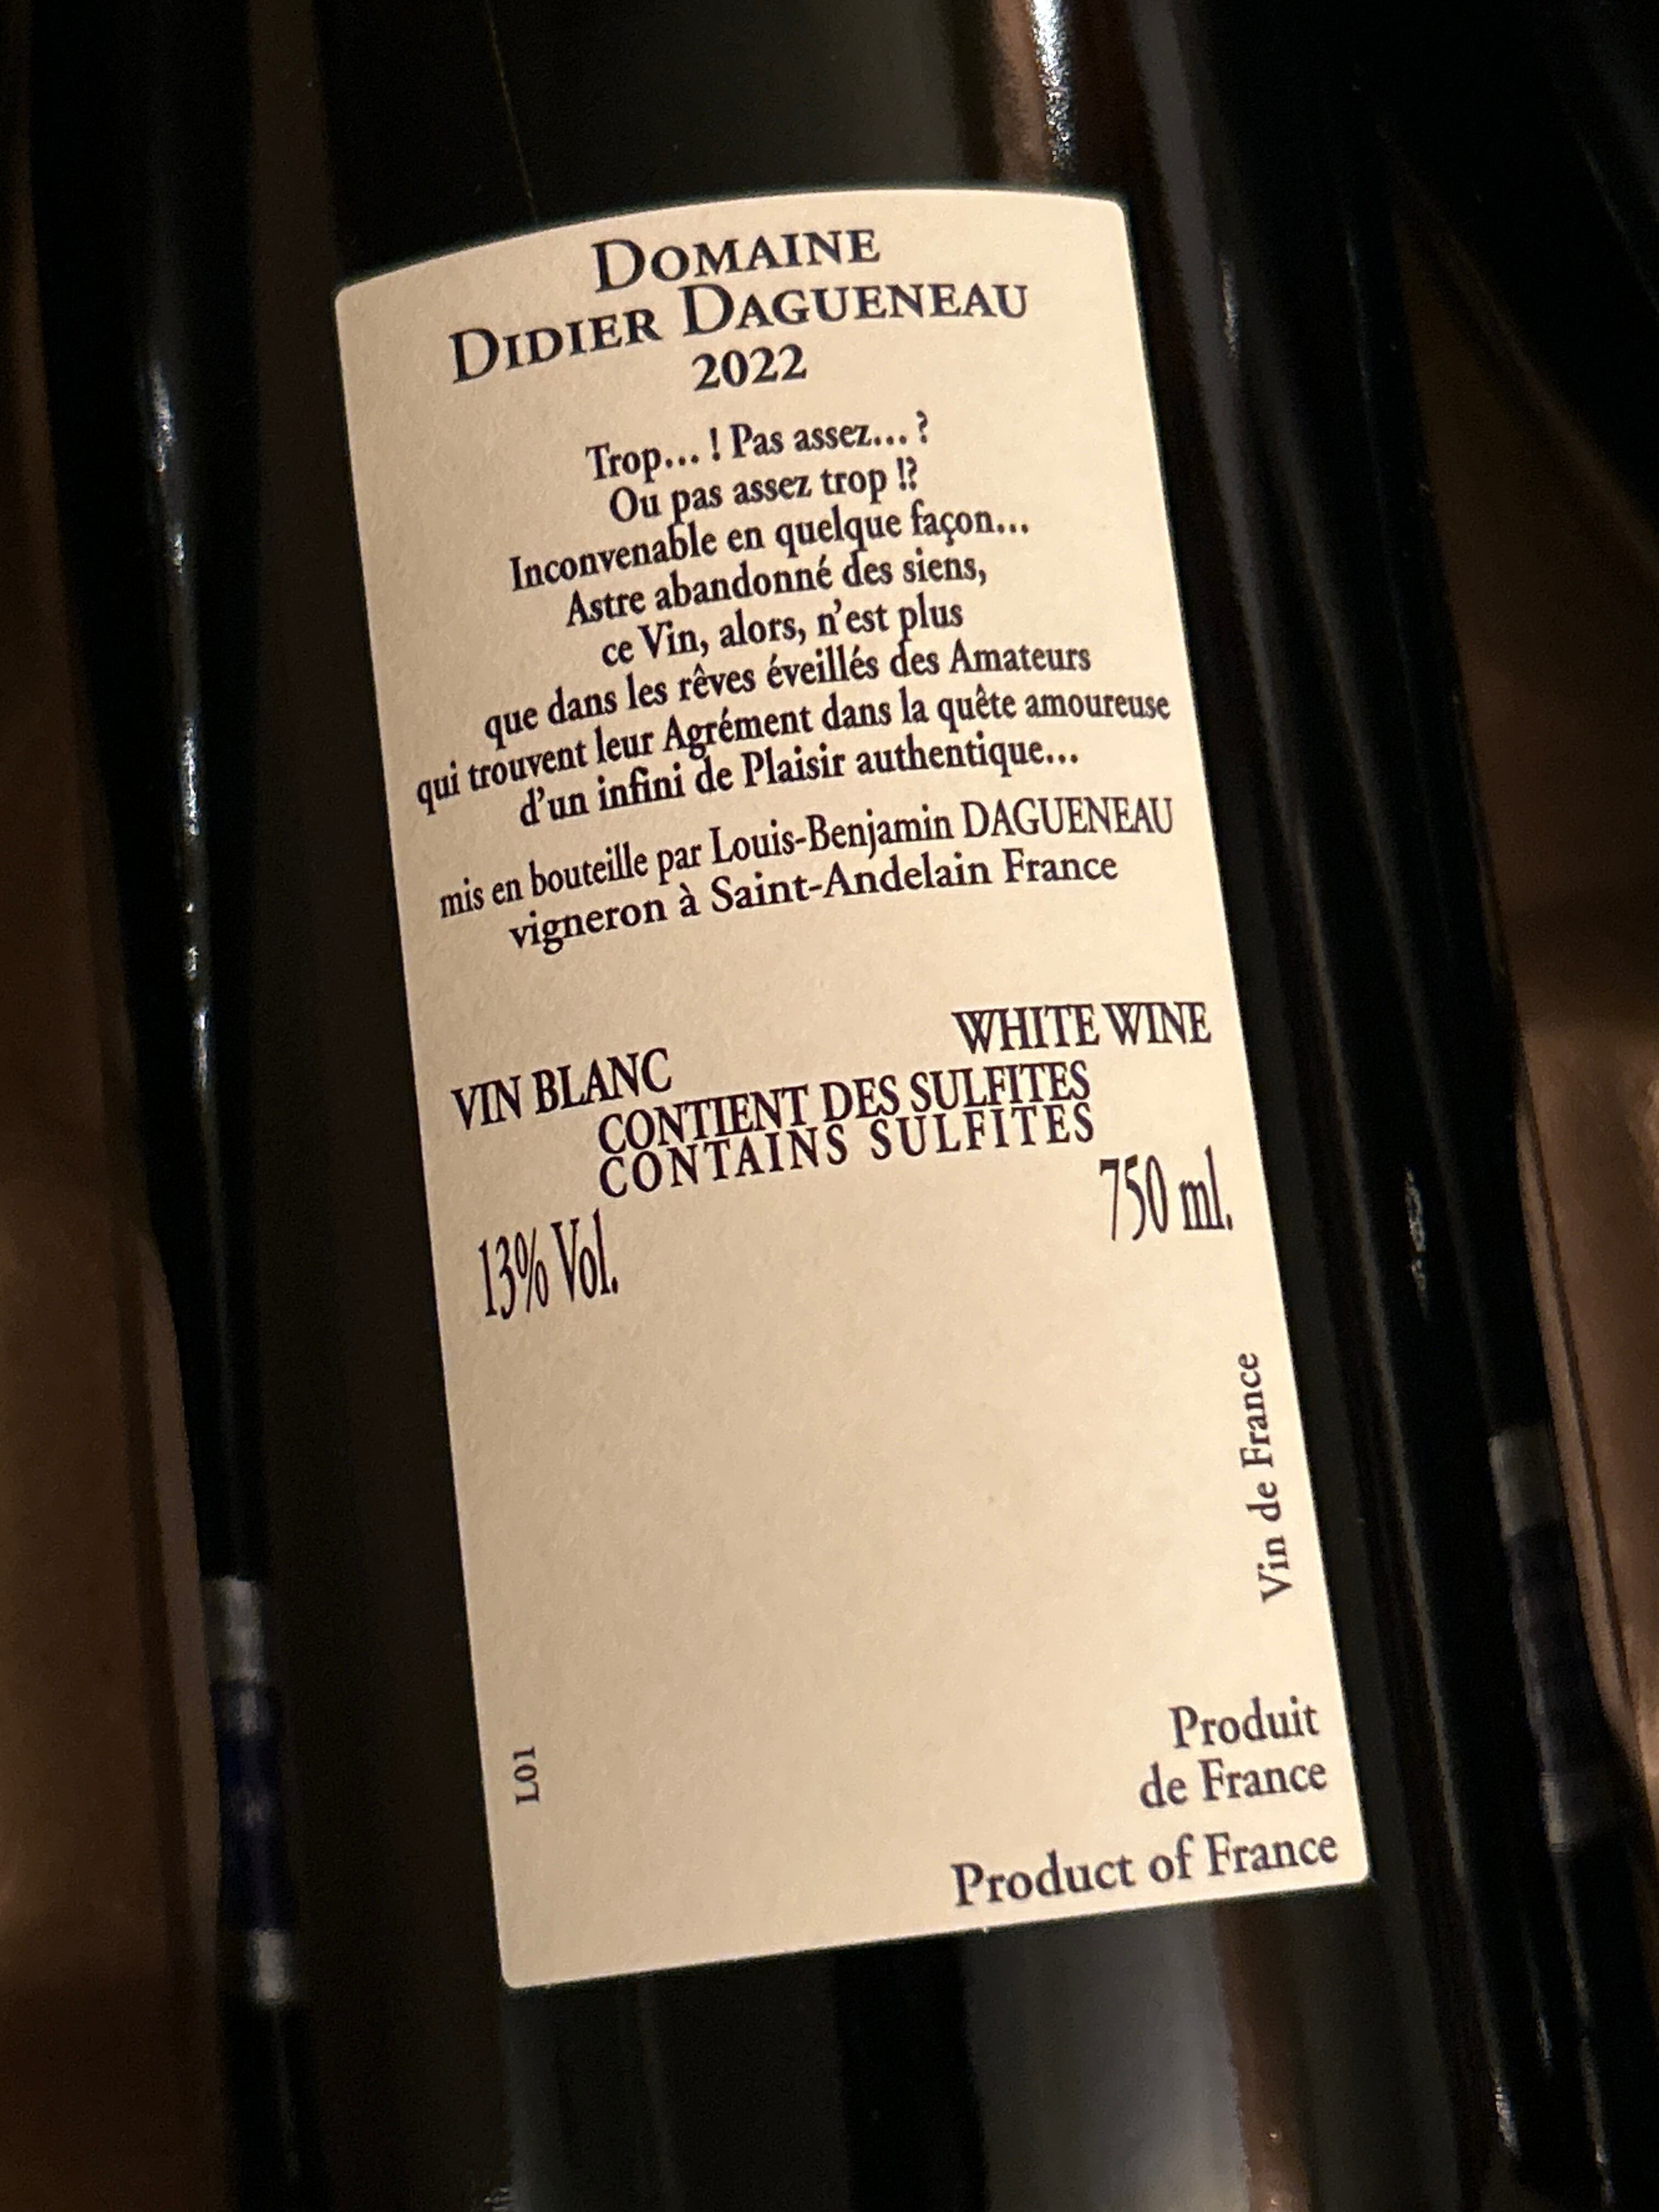 DOMAINE
DIDIER DAGUENEAU
2022
Trop... ! Pas assez... ?
Ou pas assez trop !?
Inconvenable en quelque façon...
Astre abandonné des siens,
ce Vin, alors, n'est plus
que dans les rêves éveillés des Amateurs
qui trouvent leur Agrément dans la quête amoureuse
d'un infini de Plaisir authentique...
mis en bouteille par Louis-Benjamin DAGUENEAU
vigneron à Saint-Andelain France
VIN BLANC WHITE WINE
CONTIENT DES SULFITES
CONTAINS SULFITES
13% Vol. 750 ml.
Vin de France
L01
Produit
de France
Product of France